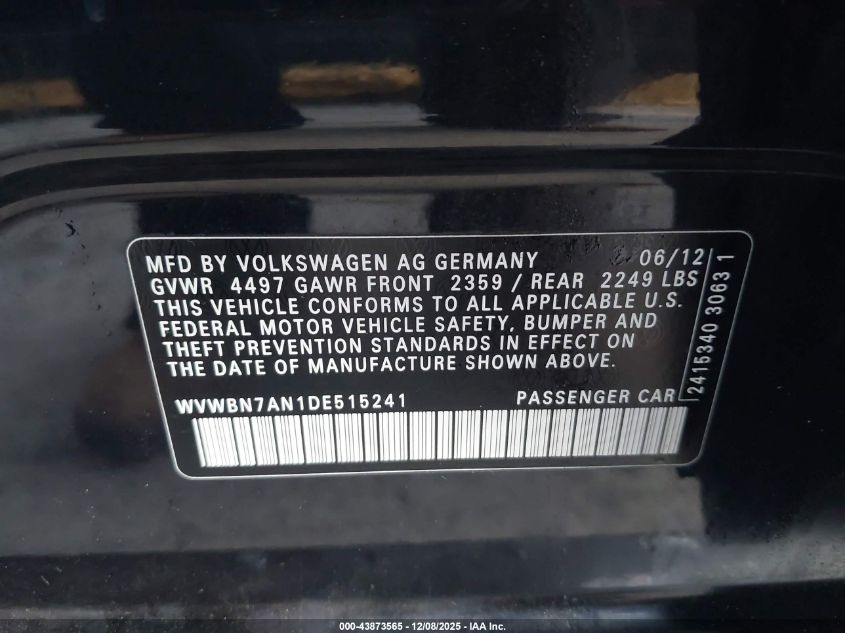 MFD BY VOLKSWAGEN AG GERMANY 06/12
GVWR 4497 GAWR FRONT 2359 / REAR 2249 LBS
THIS VEHICLE CONFORMS TO ALL APPLICABLE U.S.
FEDERAL MOTOR VEHICLE SAFETY, BUMPER AND
THEFT PREVENTION STANDARDS IN EFFECT ON
THE DATE OF MANUFACTURE SHOWN ABOVE.
WVWBN7AN1DE515241 PASSENGER CAR
2415340 3063 1
000-43873565 - 12/08/2025 - IAA Inc.